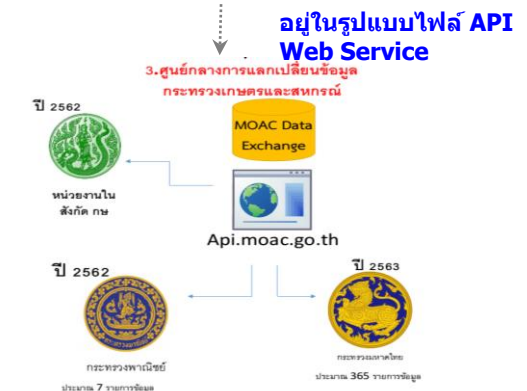 อยู่ในรูปแบบไฟล์ API
Web Service
3.ศูนย์กลางการแลกเปลี่ยนข้อมูล
กระทรวงเกษตรและสหกรณ์
ปี 2562
MOAC Data
Exchange
หน่วยงานใน
สังกัด กษ
Api.moac.go.th
ปี 2562
ปี 2563
กระทรวงพาณิชย์
ประมาณ 7 รายการข้อมูล
กระทรวงมหาดไทย
ประมาณ 365 รายการข้อมูล